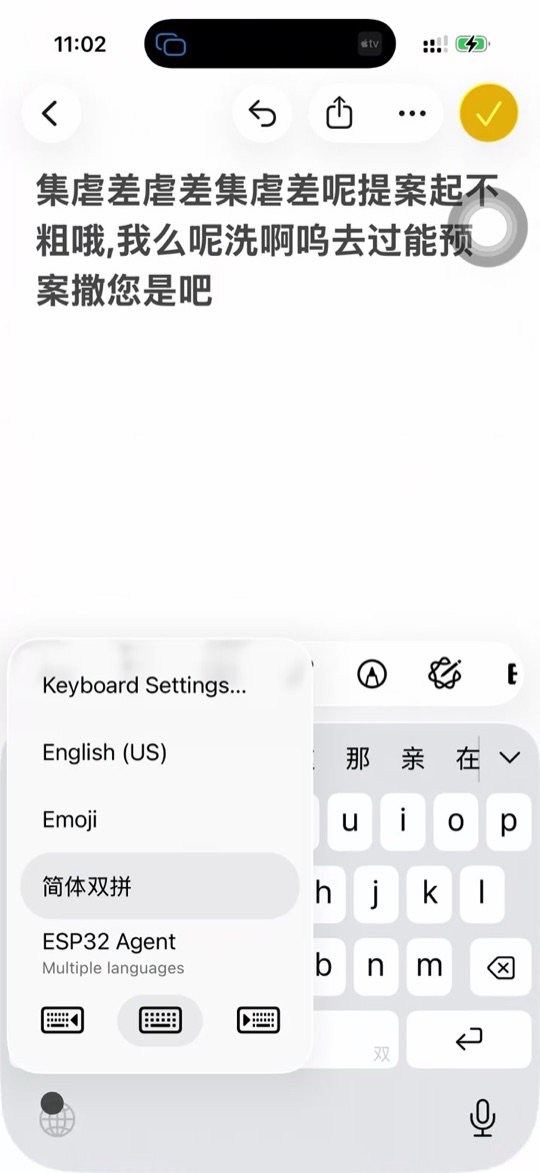 11:02
tv
集虐差虐差集虐差呢提案起不
粗哦,我么呢洗啊呜去过能预
案撒您是吧
Keyboard Settings...
English (US)
Emoji
简体双拼
ESP32 Agent
Multiple languages
那 亲 在
u i o p
h j k l
b n m
双